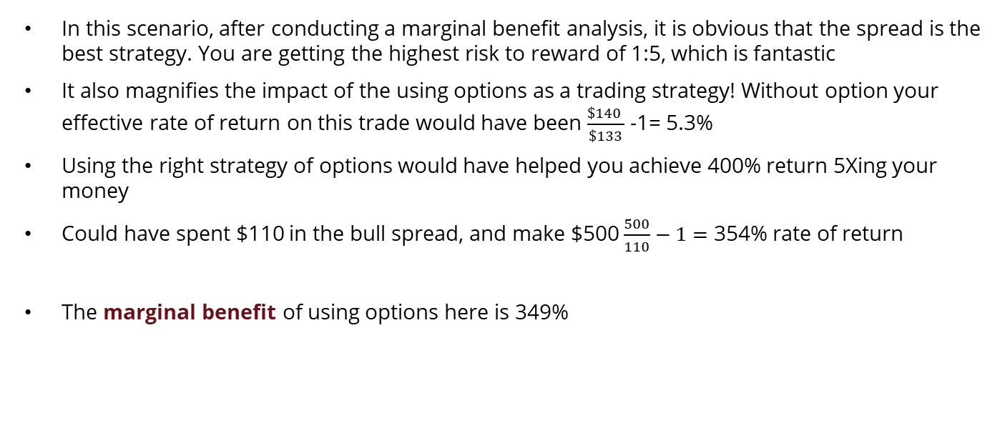 • In this scenario, after conducting a marginal benefit analysis, it is obvious that the spread is the
best strategy. You are getting the highest risk to reward of 1:5, which is fantastic
• It also magnifies the impact of the using options as a trading strategy! Without option your
effective rate of return on this trade would have been $140/$133 -1= 5.3%
• Using the right strategy of options would have helped you achieve 400% return 5Xing your
money
• Could have spent $110 in the bull spread, and make $500 500/110 − 1 = 354% rate of return
• The marginal benefit of using options here is 349%